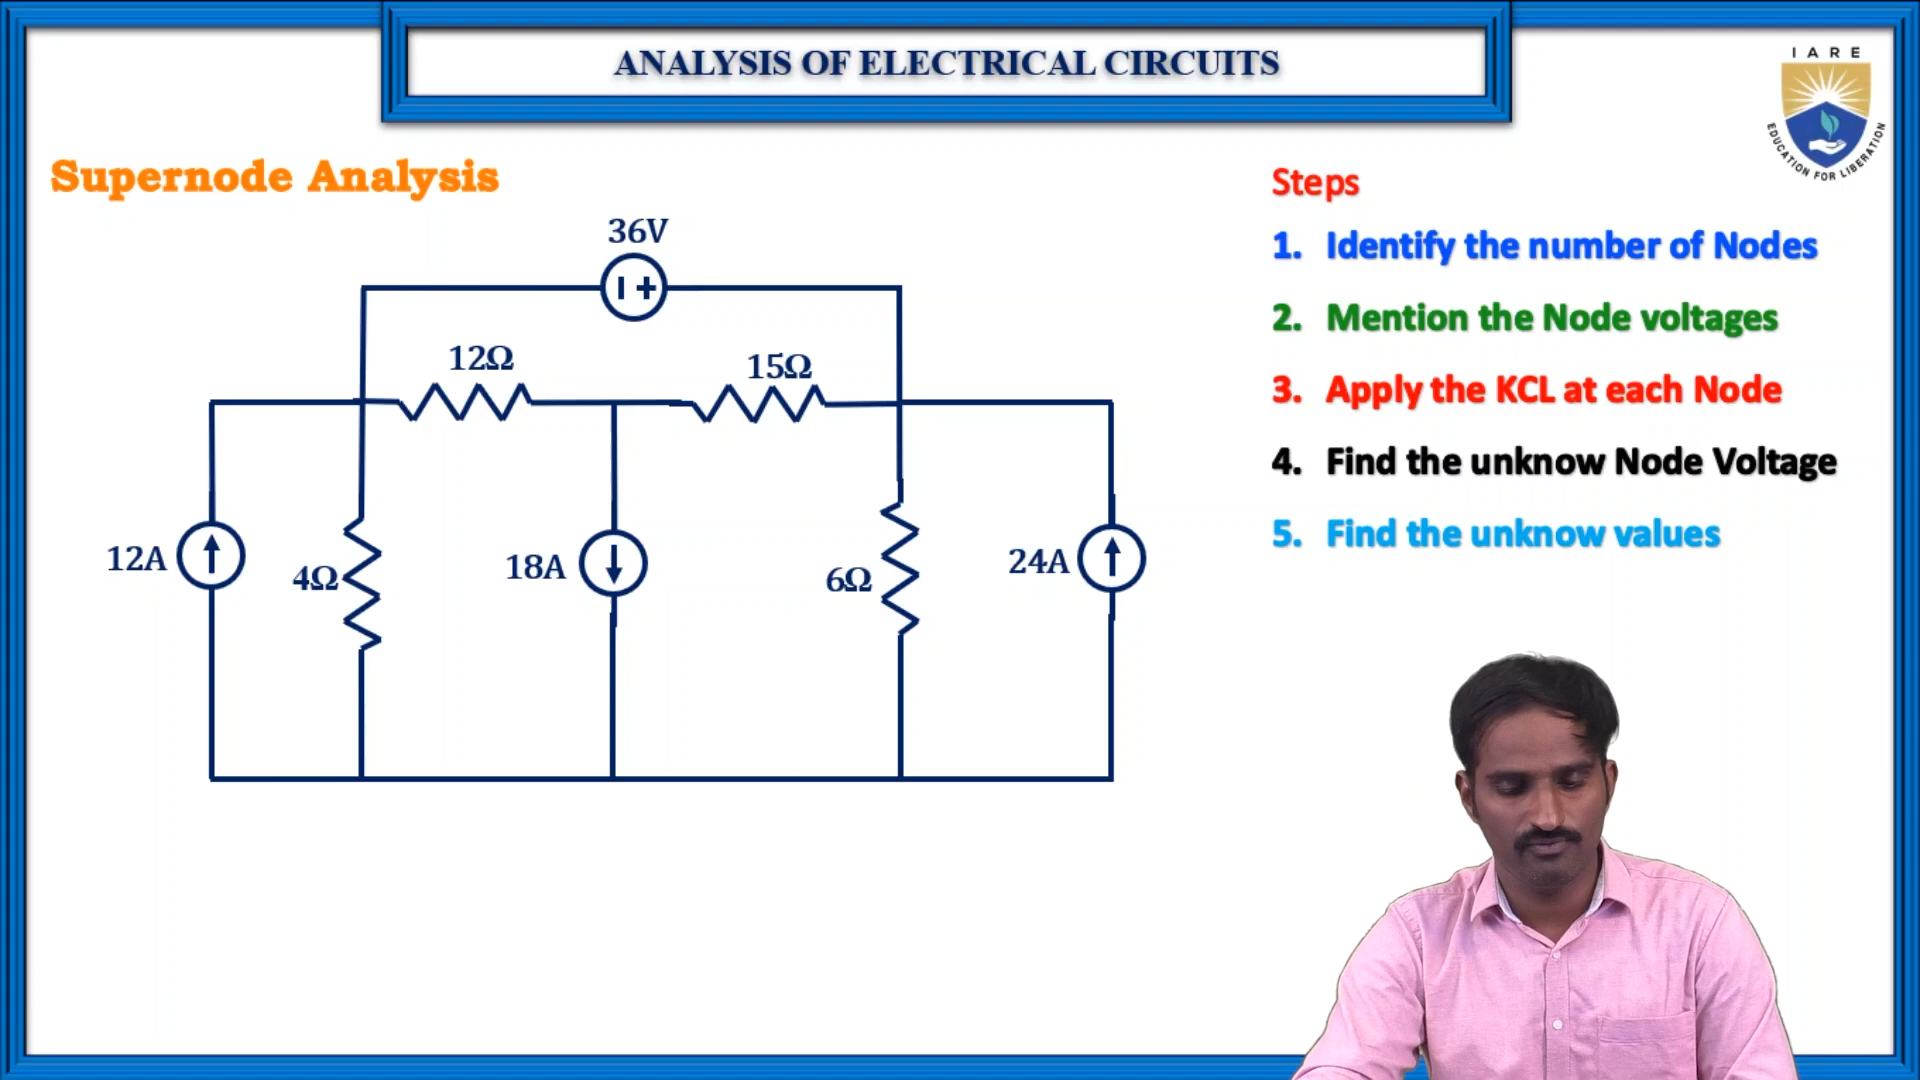 ANALYSIS OF ELECTRICAL CIRCUITS
IARE
EDUCATION FOR LIBERATION
Supernode Analysis
Steps
1. Identify the number of Nodes
2. Mention the Node voltages
3. Apply the KCL at each Node
4. Find the unknow Node Voltage
5. Find the unknow values
36V
12Ω
15Ω
12A
4Ω
18A
6Ω
24A